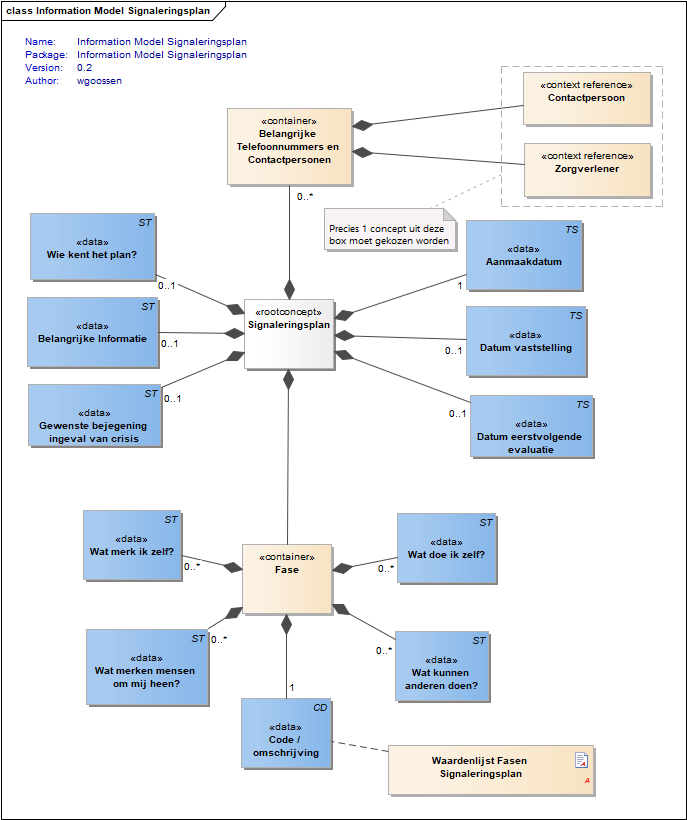 class Information Model Signaleringsplan
Name: Information Model Signaleringsplan
Package: Information Model Signaleringsplan
Version: 0.2
Author: wgoossen
«container»
Belangrijke
Telefoonnummers en
Contactpersonen
«context reference»
Contactpersoon
«context reference»
Zorgverlener
0..*
Precies 1 concept uit deze
box moet gekozen worden
ST
«data»
Wie kent het plan?
0..1
TS
«data»
Aanmaakdatum
1
«rootconcept»
Signaleringsplan
ST
«data»
Belangrijke Informatie
0..1
TS
«data»
Datum vaststelling
0..1
ST
«data»
Gewenste bejegening
ingeval van crisis
0..1
TS
«data»
Datum eerstvolgende
evaluatie
0..1
ST
«data»
Wat merk ik zelf?
0..*
ST
«data»
Wat doe ik zelf?
0..*
«container»
Fase
ST
«data»
Wat merken mensen
om mij heen?
0..*
ST
«data»
Wat kunnen
anderen doen?
0..*
1
CD
«data»
Code /
omschrijving
Waardenlijst Fasen
Signaleringsplan
A